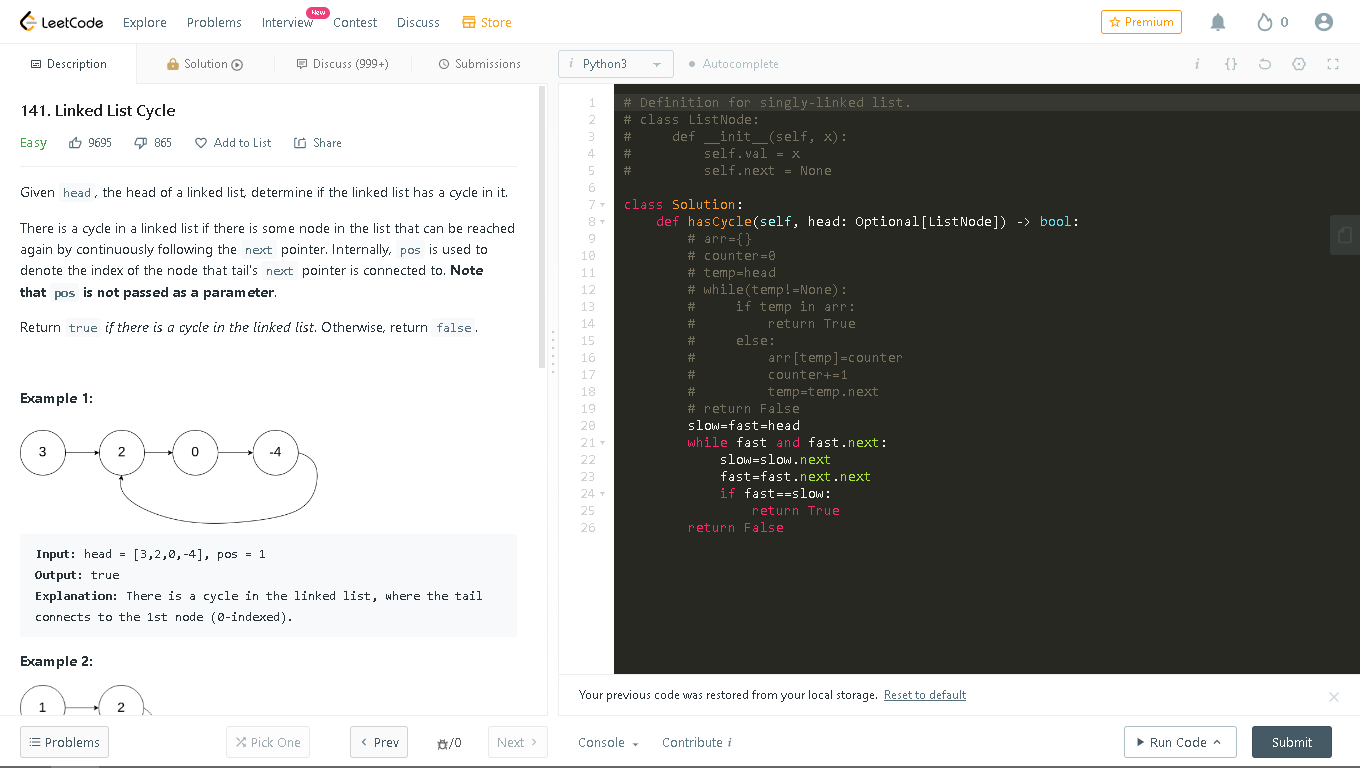 LeetCode Explore Problems Interview New Contest Discuss Store Premium 0
Description Solution Discuss (999+) Submissions
i Python3 Autocomplete i {}
141. Linked List Cycle
Easy 9695 865 Add to List Share
Given head, the head of a linked list, determine if the linked list has a cycle in it.
There is a cycle in a linked list if there is some node in the list that can be reached
again by continuously following the next pointer. Internally, pos is used to
denote the index of the node that tail's next pointer is connected to. Note
that pos is not passed as a parameter.
Return true if there is a cycle in the linked list. Otherwise, return false.
Example 1:
3 2 0 -4
Input: head = [3,2,0,-4], pos = 1
Output: true
Explanation: There is a cycle in the linked list, where the tail
connects to the 1st node (0-indexed).
Example 2:
1 2
1 # Definition for singly-linked list.
2 # class ListNode:
3 #     def __init__(self, x):
4 #         self.val = x
5 #         self.next = None
6
7 class Solution:
8     def hasCycle(self, head: Optional[ListNode]) -> bool:
9         # arr={}
10         # counter=0
11         # temp=head
12         # while(temp!=None):
13         #     if temp in arr:
14         #         return True
15         #     else:
16         #         arr[temp]=counter
17         #         counter+=1
18         #         temp=temp.next
19         # return False
20         slow=fast=head
21         while fast and fast.next:
22             slow=slow.next
23             fast=fast.next.next
24             if fast==slow:
25                 return True
26         return False
Your previous code was restored from your local storage. Reset to default
Problems Pick One < Prev /0 Next > Console Contribute i Run Code Submit